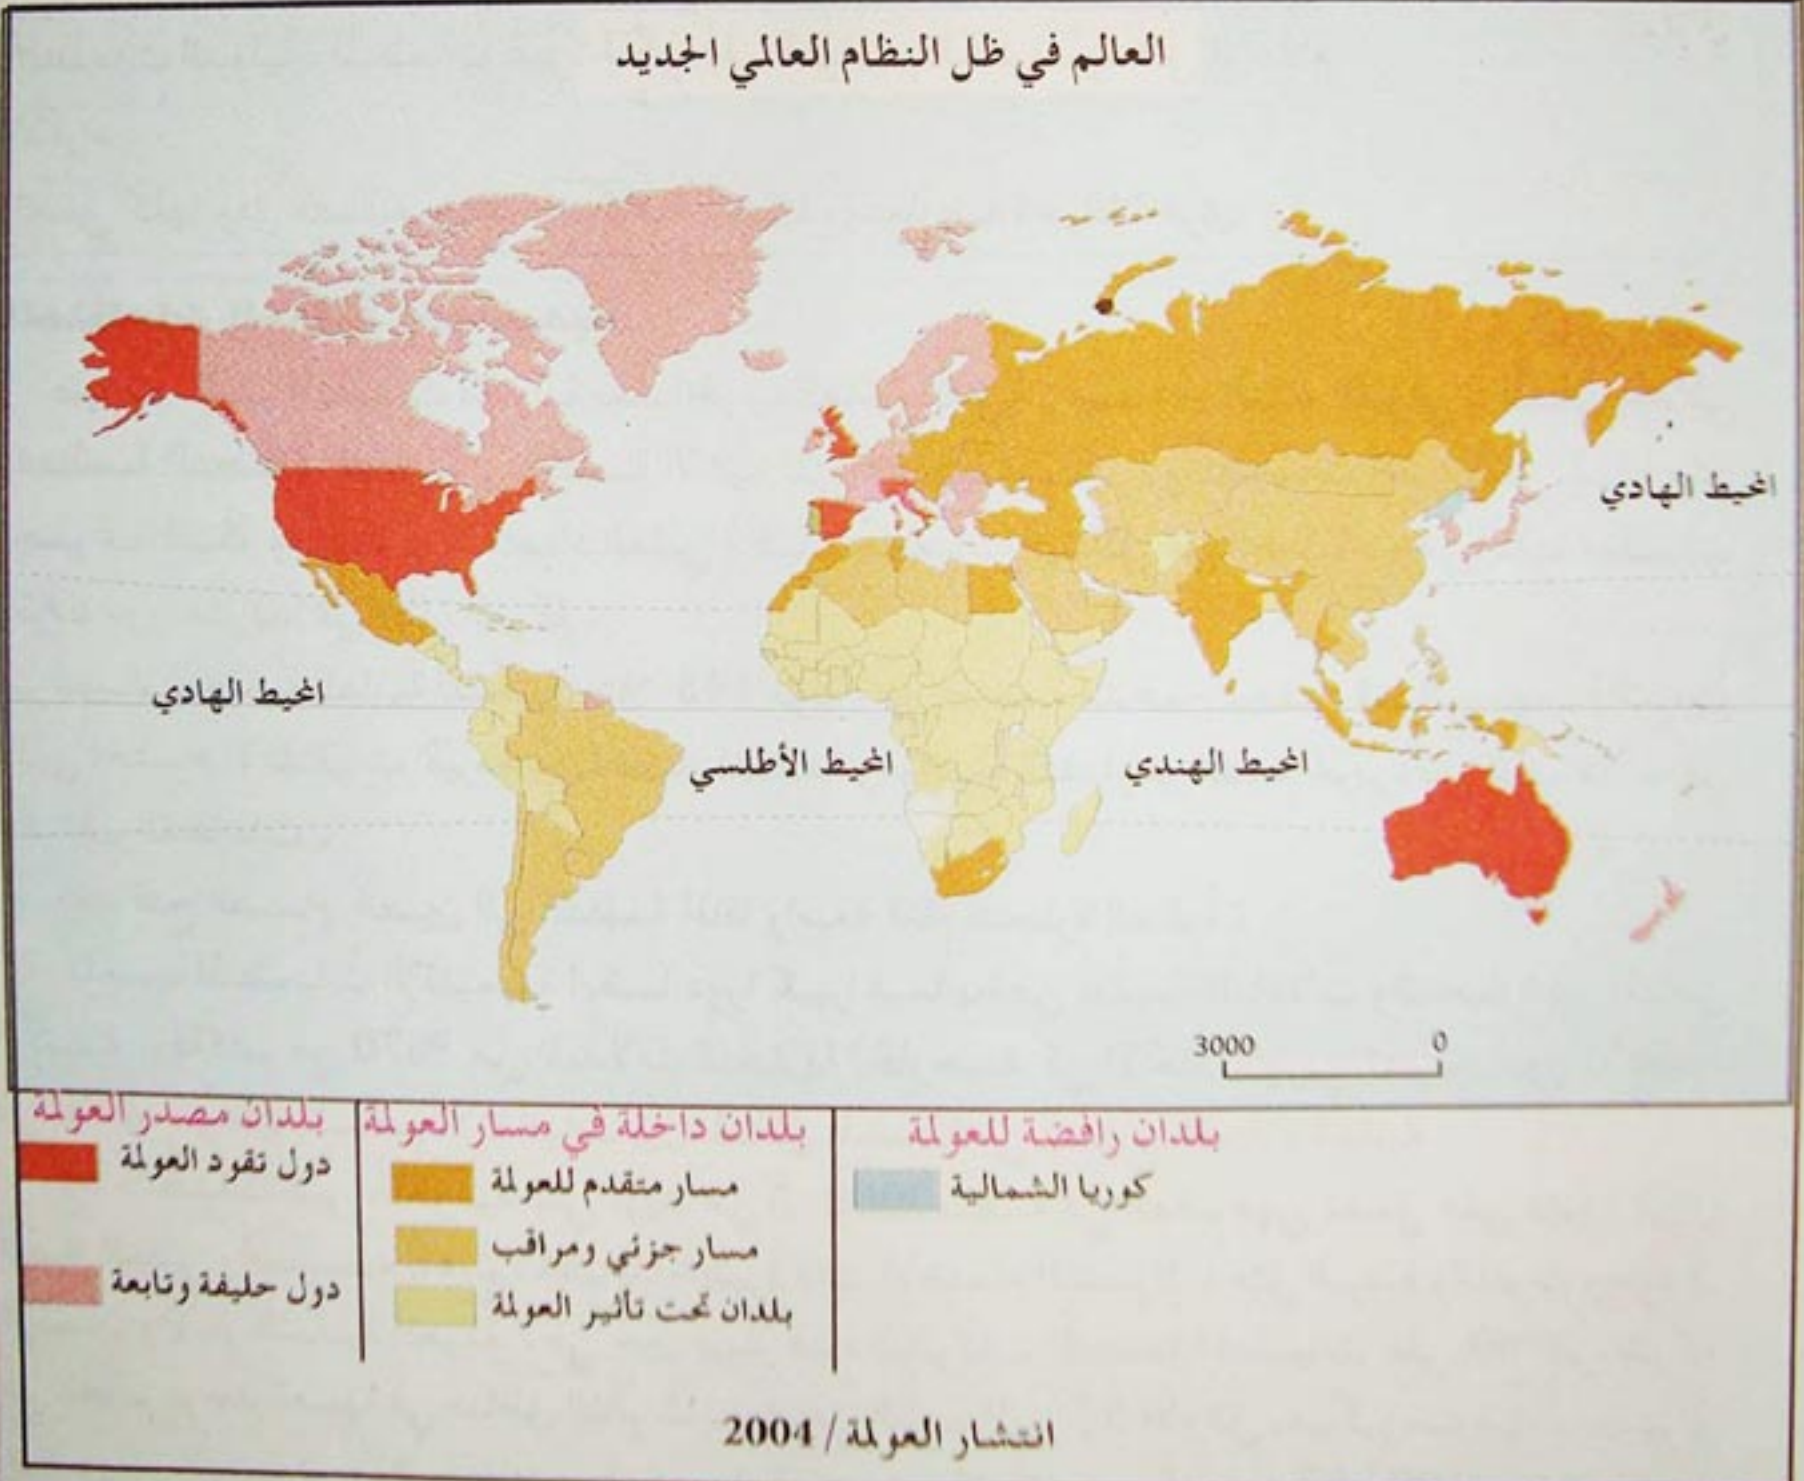 العالم في ظل النظام العالمي الجديد
المحيط الهادي
المحيط الهادي
المحيط الأطلسي
المحيط الهندي
3000 0
بلدان رافضة للعولمة
كوريا الشمالية
بلدان داخلة في مسار العولمة
مسار متقدم للعولمة
مسار جزئي ومراقب
بلدان تحت تأثير العولمة
بلدان مصدر العولمة
دول تقود العولمة
دول حليفة وتابعة
انتشار العولمة / 2004